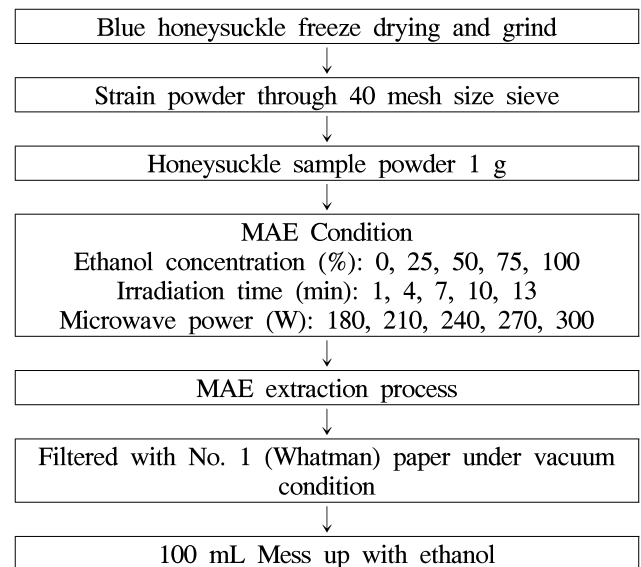 Blue honeysuckle freeze drying and grind
Strain powder through 40 mesh size sieve
Honeysuckle sample powder 1 g
MAE Condition
Ethanol concentration (%): 0, 25, 50, 75, 100
Irradiation time (min): 1, 4, 7, 10, 13
Microwave power (W): 180, 210, 240, 270, 300
MAE extraction process
Filtered with No. 1 (Whatman) paper under vacuum
condition
100 mL Mess up with ethanol